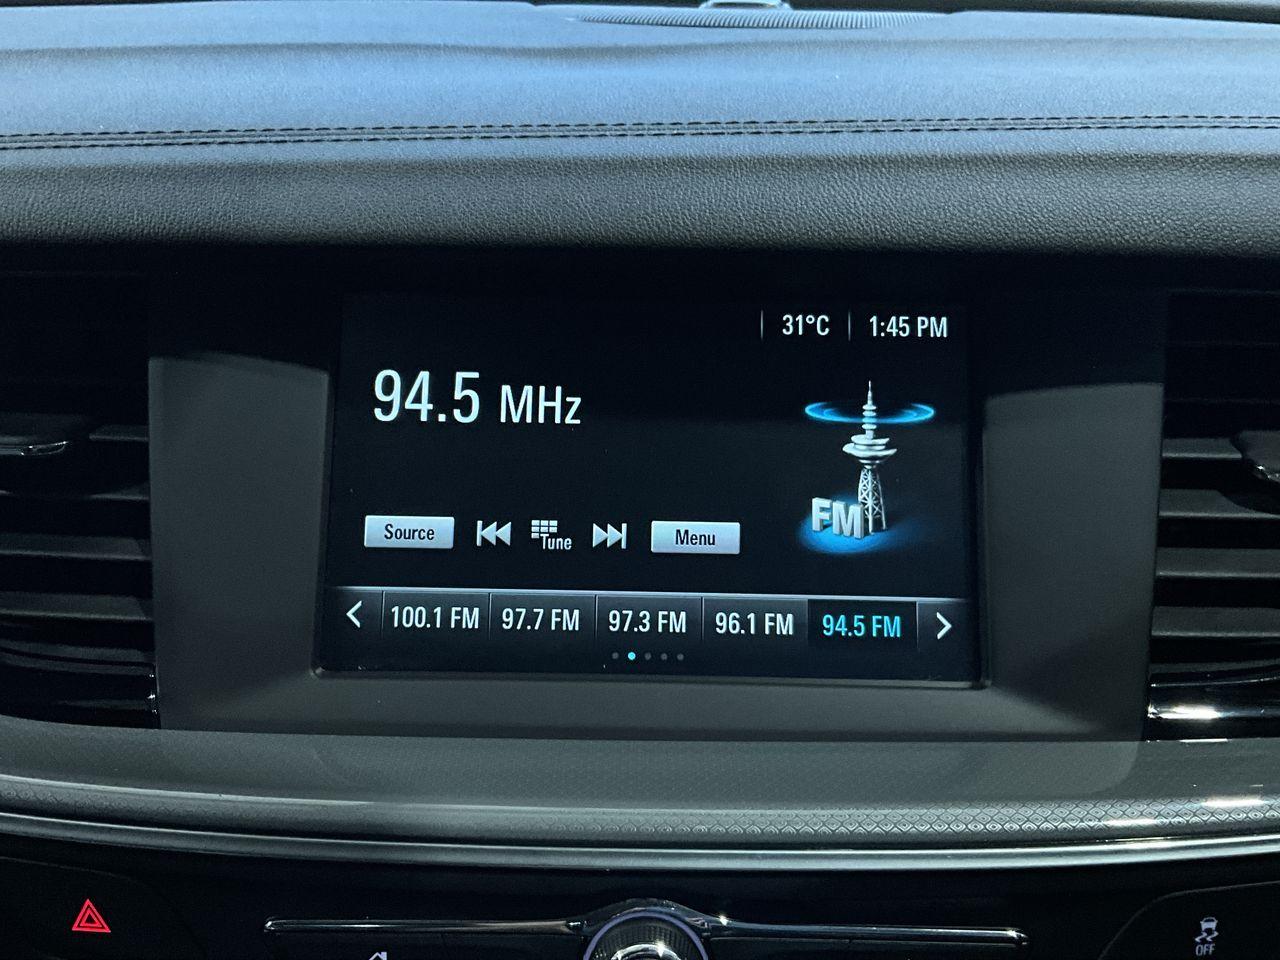 31°C 1:45 PM
94.5 MHz
FM
Source Tune Menu
100.1 FM 97.7 FM 97.3 FM 96.1 FM 94.5 FM
OFF